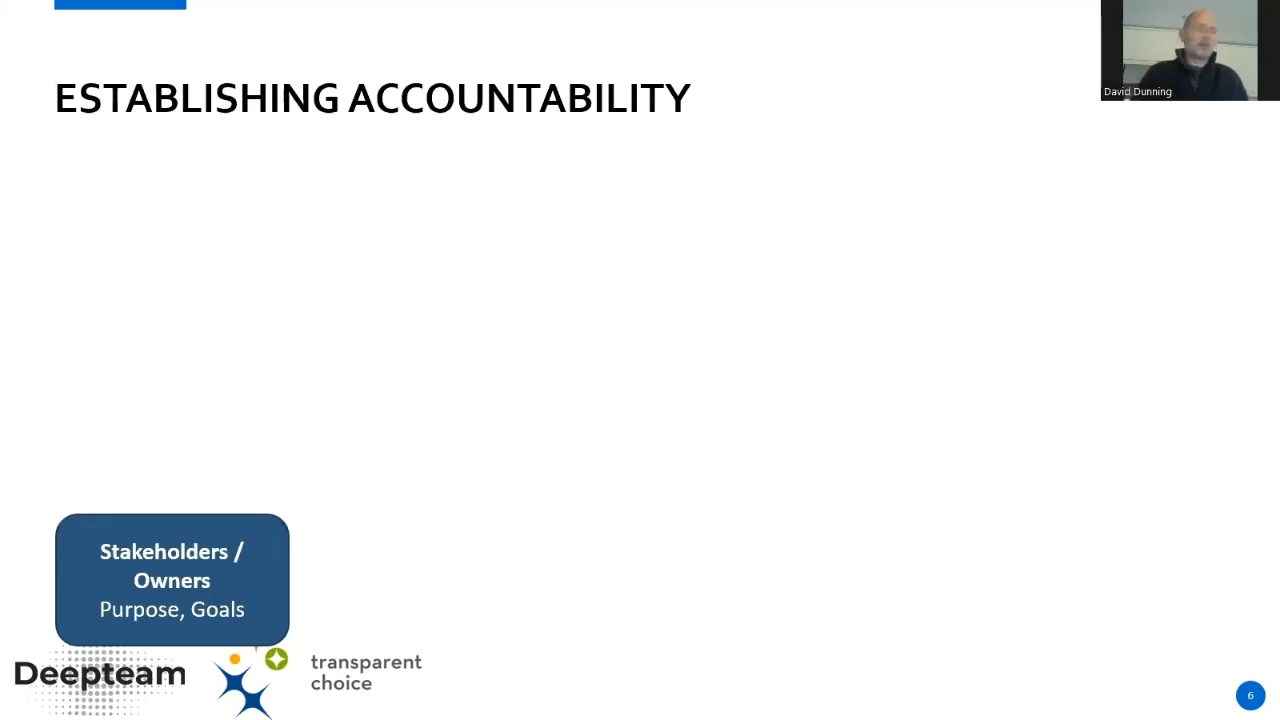 ESTABLISHING ACCOUNTABILITY
David Dunning
Stakeholders /
Owners
Purpose, Goals
Deepteam
transparent
choice
6